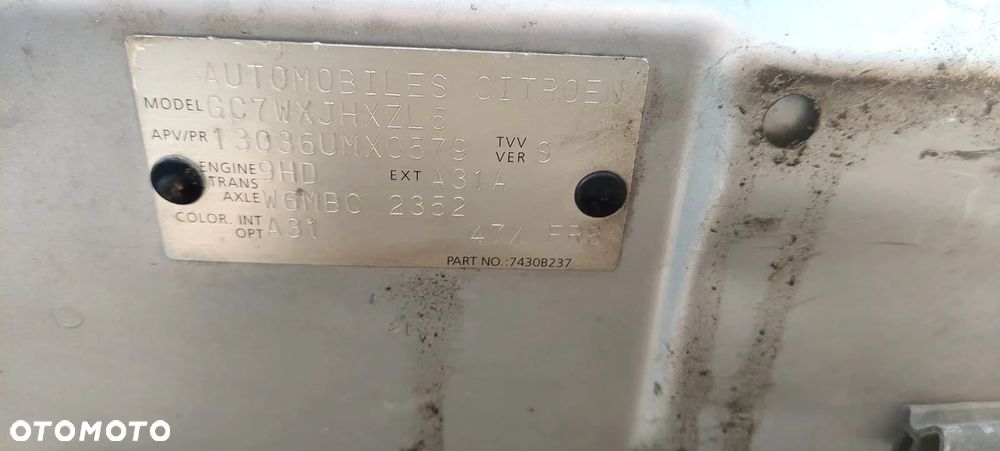 AUTOMOBILES CITROEN
MODEL GC7WXJHXZL6
APV/PR 13036UMXC579 TVV VER S
ENGINE 9HD EXT A31A
TRANS AXLE W6MBC 2352
COLOR. INT OPT A31 47X FR6
PART NO.:7430B237
OTOMOTO